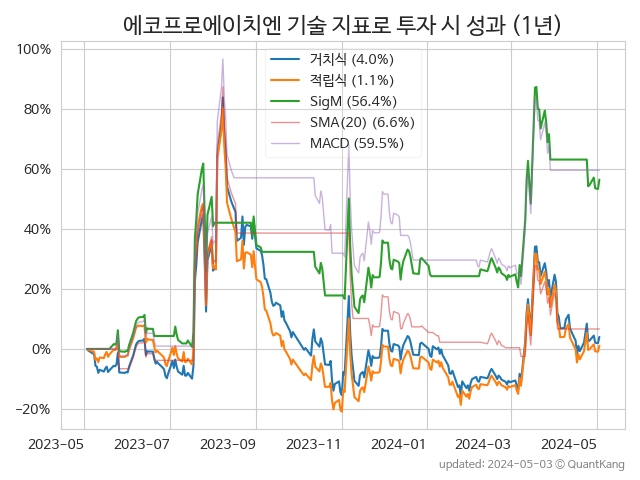 에코프로에이치엔 기술 지표로 투자 시 성과 (1년)
거치식 (4.0%)
적립식 (1.1%)
SigM (56.4%)
SMA(20) (6.6%)
MACD (59.5%)
100%
80%
60%
40%
20%
0%
−20%
2023-05 2023-07 2023-09 2023-11 2024-01 2024-03 2024-05
updated: 2024-05-03 © QuantKang